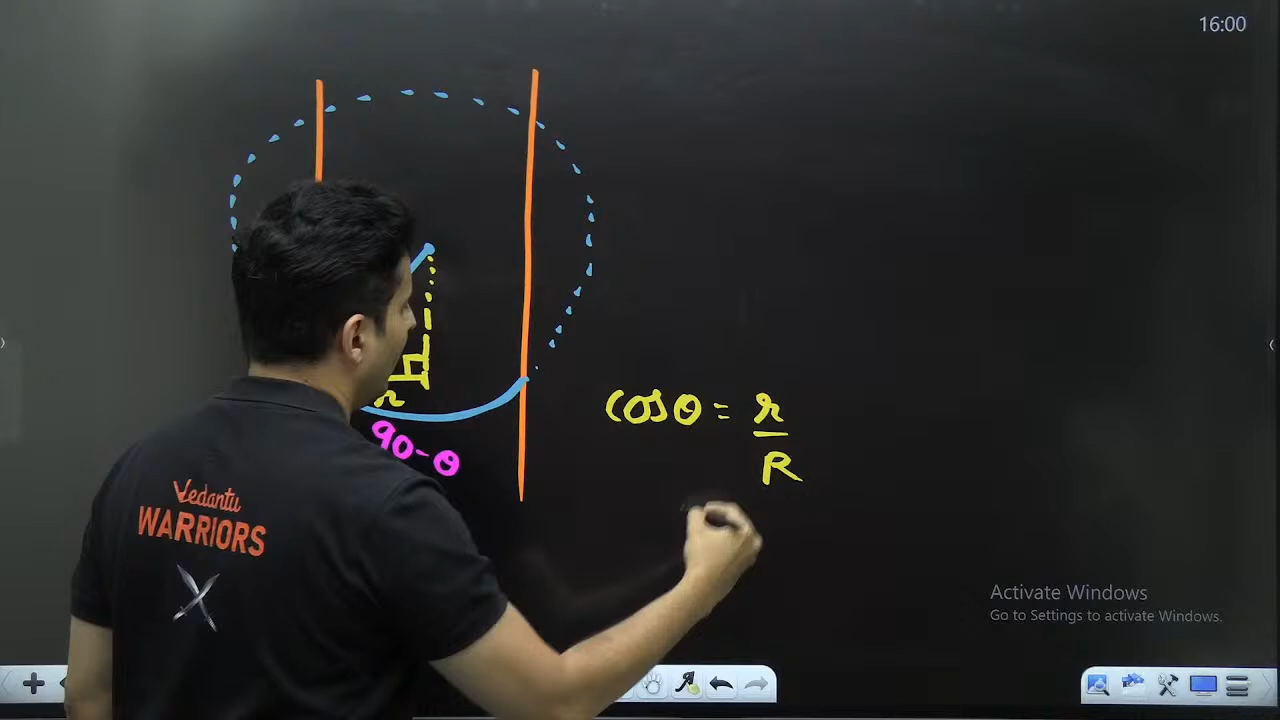 16:00
r
90-θ
cosθ = r
R
Vedantu
WARRIORS
Activate Windows
Go to Settings to activate Windows.